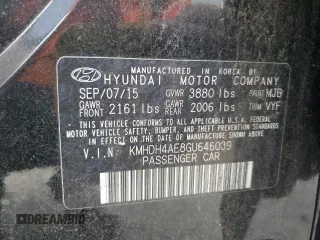 MANUFACTURED IN KOREA BY
HYUNDAI MOTOR COMPANY
SEP/07/15 GVWR 3880 lbs PAINT MJB
GAWR FRONT 2161 lbs GAWR REAR 2006 lbs TRIM VYF
THIS VEHICLE CONFORMS TO ALL APPLICABLE U.S.
FEDERAL MOTOR VEHICLE SAFETY, BUMPER, AND
THEFT PREVENTION STANDARDS IN EFFECT ON THE
DATE OF MANUFACTURE SHOWN ABOVE.
V.I.N KMHDH4AE8GU646039
PASSENGER CAR
DREAMBID